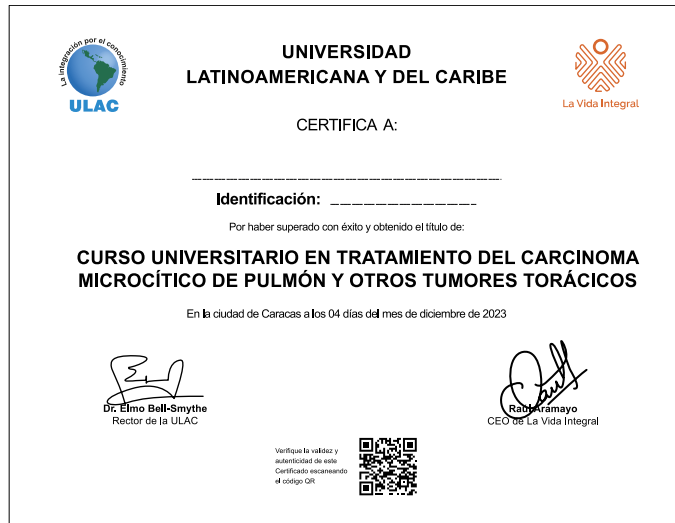 La integración por el conocimiento
ULAC
UNIVERSIDAD
LATINOAMERICANA Y DEL CARIBE
La Vida Integral
CERTIFICA A:
Identificación:
Por haber superado con éxito y obtenido el título de:
CURSO UNIVERSITARIO EN TRATAMIENTO DEL CARCINOMA
MICROCÍTICO DE PULMÓN Y OTROS TUMORES TORÁCICOS
En la ciudad de Caracas a los 04 días del mes de diciembre de 2023
Dr. Elmo Bell-Smythe
Rector de la ULAC
Raúl Aramayo
CEO de La Vida Integral
Verifique la validez y
autenticidad de este
Certificado escaneando
el código QR